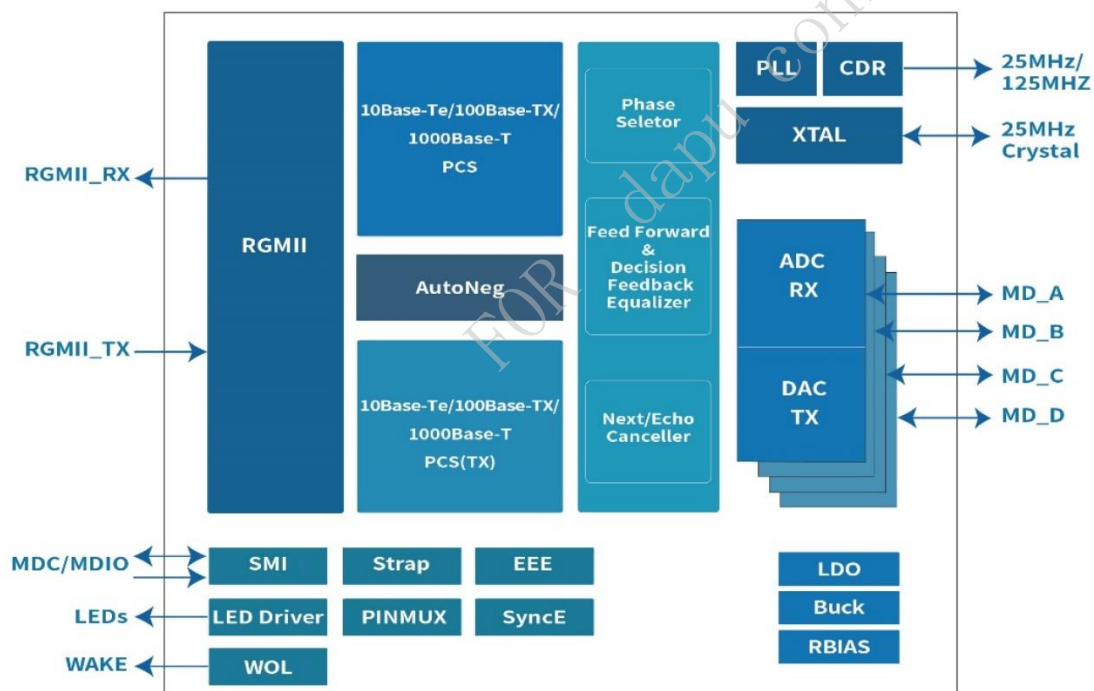 RGMII_RX
RGMII_TX
RGMII
10Base-Te/100Base-TX/
1000Base-T
PCS
AutoNeg
10Base-Te/100Base-TX/
1000Base-T
PCS(TX)
Phase
Seletor
Feed Forward
&
Decision
Feedback
Equalizer
Next/Echo
Canceller
PLL
CDR
25MHz/
125MHZ
XTAL
25MHz
Crystal
ADC
RX
DAC
TX
MD_A
MD_B
MD_C
MD_D
MDC/MDIO
SMI
Strap
EEE
LEDs
LED Driver
PINMUX
SyncE
WAKE
WOL
LDO
Buck
RBIAS
FOR dapu com